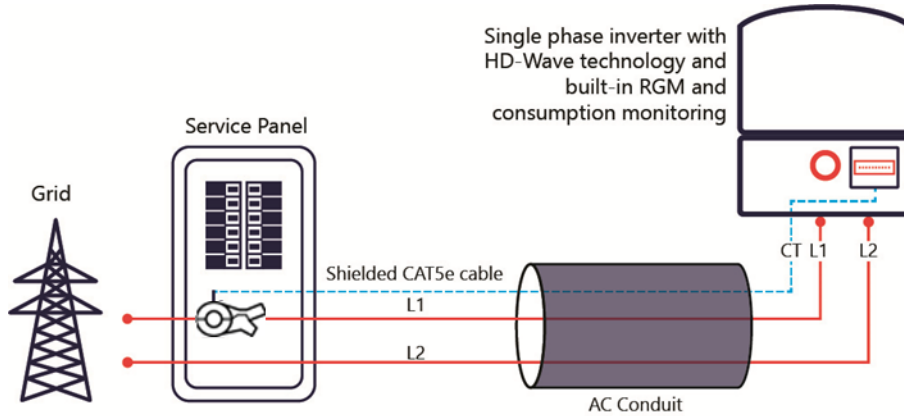 Single phase inverter with
HD-Wave technology and
built-in RGM and
consumption monitoring
Service Panel
Grid
CT L1 L2
Shielded CAT5e cable
L1
L2
AC Conduit